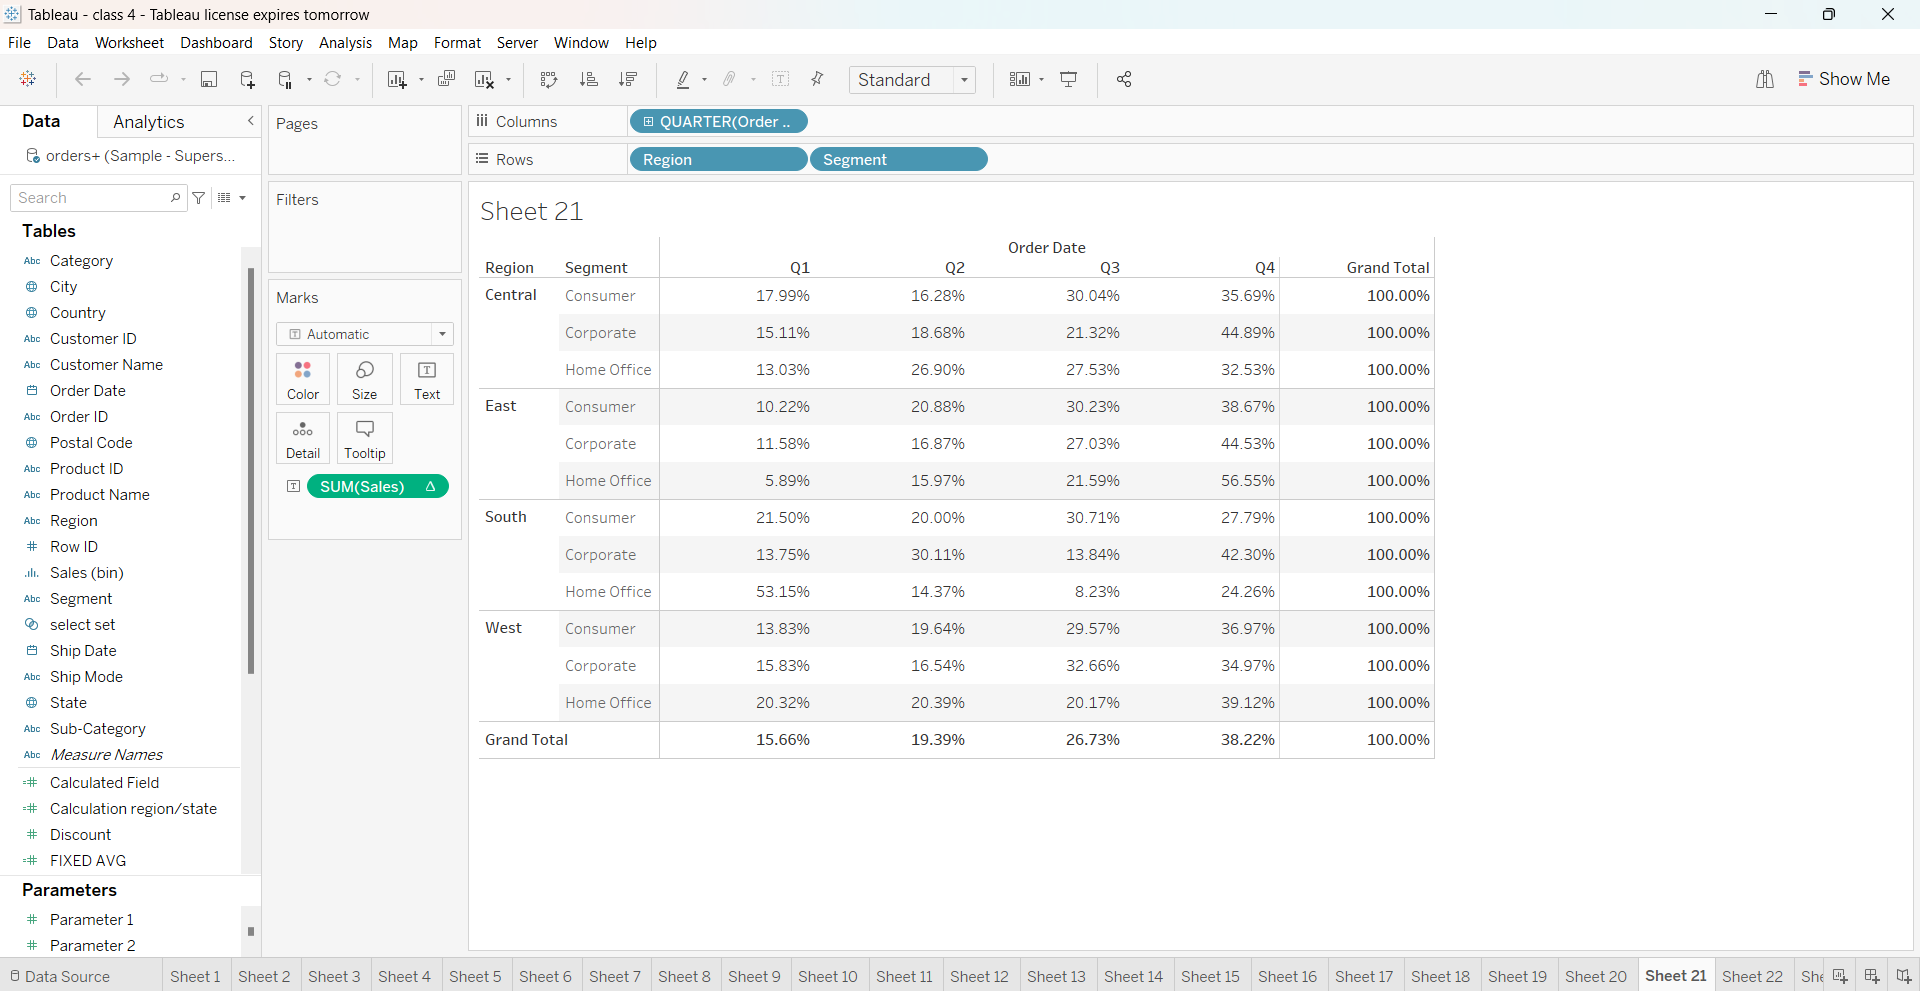 Tableau - class 4 - Tableau license expires tomorrow
File Data Worksheet Dashboard Story Analysis Map Format Server Window Help
Standard
Show Me
Data Analytics
orders+ (Sample - Supers...
Search
Tables
Abc Category
City
Country
Abc Customer ID
Abc Customer Name
Order Date
Abc Order ID
Postal Code
Abc Product ID
Abc Product Name
Abc Region
# Row ID
Sales (bin)
Abc Segment
select set
Ship Date
Abc Ship Mode
State
Abc Sub-Category
Abc Measure Names
=# Calculated Field
=# Calculation region/state
# Discount
=# FIXED AVG
Parameters
# Parameter 1
# Parameter 2
Pages
Filters
Marks
T Automatic
Color Size Text
Detail Tooltip
T SUM(Sales) Δ
Columns QUARTER(Order ..
Rows Region Segment
Sheet 21
Order Date
Region Segment Q1 Q2 Q3 Q4 Grand Total
Central Consumer 17.99% 16.28% 30.04% 35.69% 100.00%
Corporate 15.11% 18.68% 21.32% 44.89% 100.00%
Home Office 13.03% 26.90% 27.53% 32.53% 100.00%
East Consumer 10.22% 20.88% 30.23% 38.67% 100.00%
Corporate 11.58% 16.87% 27.03% 44.53% 100.00%
Home Office 5.89% 15.97% 21.59% 56.55% 100.00%
South Consumer 21.50% 20.00% 30.71% 27.79% 100.00%
Corporate 13.75% 30.11% 13.84% 42.30% 100.00%
Home Office 53.15% 14.37% 8.23% 24.26% 100.00%
West Consumer 13.83% 19.64% 29.57% 36.97% 100.00%
Corporate 15.83% 16.54% 32.66% 34.97% 100.00%
Home Office 20.32% 20.39% 20.17% 39.12% 100.00%
Grand Total 15.66% 19.39% 26.73% 38.22% 100.00%
Data Source Sheet 1 Sheet 2 Sheet 3 Sheet 4 Sheet 5 Sheet 6 Sheet 7 Sheet 8 Sheet 9 Sheet 10 Sheet 11 Sheet 12 Sheet 13 Sheet 14 Sheet 15 Sheet 16 Sheet 17 Sheet 18 Sheet 19 Sheet 20 Sheet 21 Sheet 22